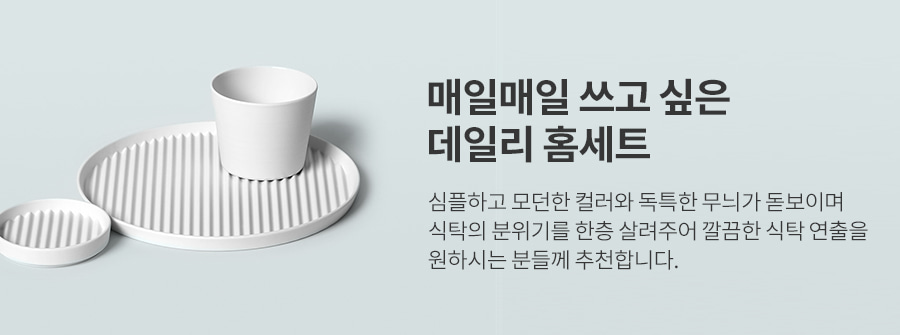 매일매일 쓰고 싶은
데일리 홈세트
심플하고 모던한 컬러와 독특한 무늬가 돋보이며
식탁의 분위기를 한층 살려주어 깔끔한 식탁 연출을
원하시는 분들께 추천합니다.